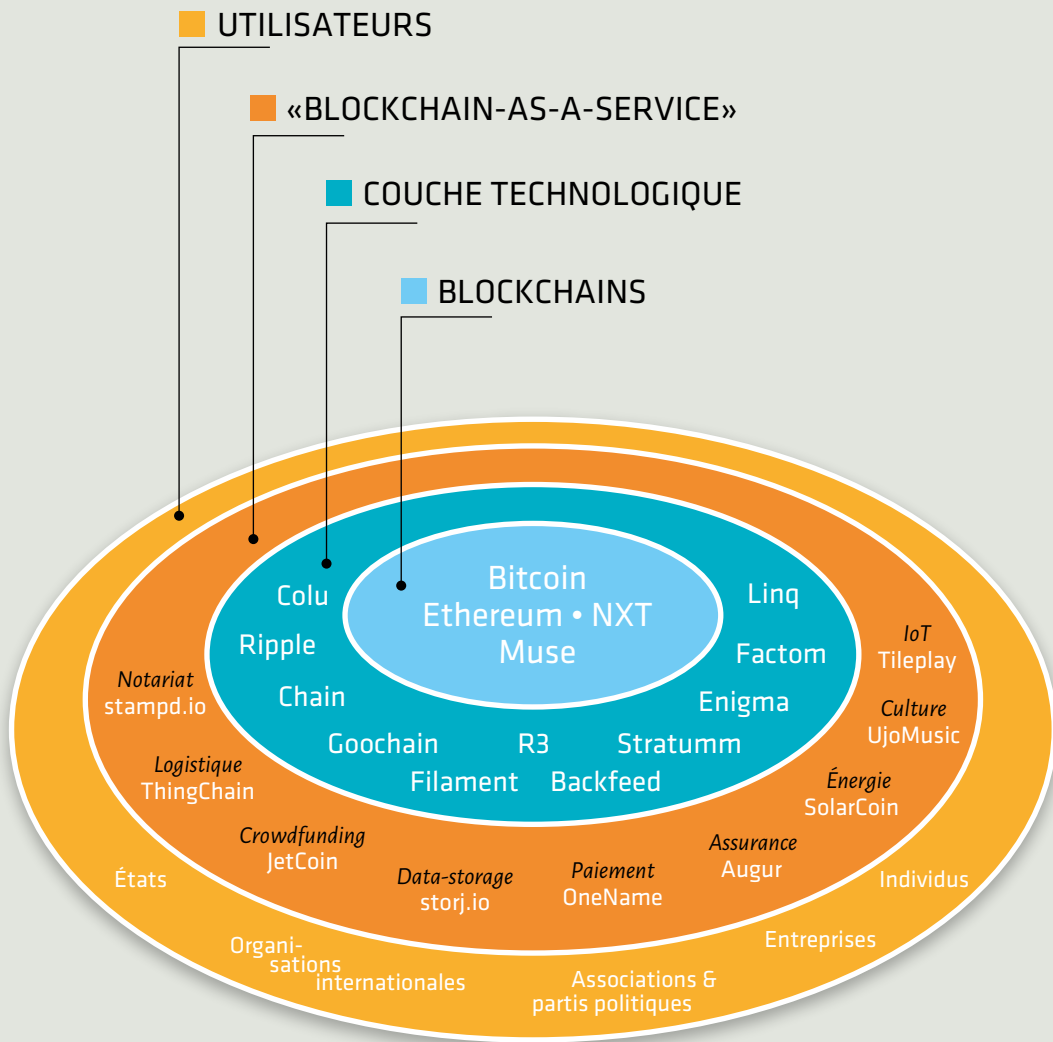 UTILISATEURS
«BLOCKCHAIN-AS-A-SERVICE»
COUCHE TECHNOLOGIQUE
BLOCKCHAINS
Bitcoin
Ethereum • NXT
Muse
Colu
Ripple
Chain
Goochain
Filament
R3
Backfeed
Stratumm
Enigma
Factom
Linq
Notariat
stampd.io
Logistique
ThingChain
Crowdfunding
JetCoin
Data-storage
storj.io
Paiement
OneName
Assurance
Augur
Énergie
SolarCoin
Culture
UjoMusic
IoT
Tileplay
États
Organi-
sations
internationales
Associations &
partis politiques
Entreprises
Individus